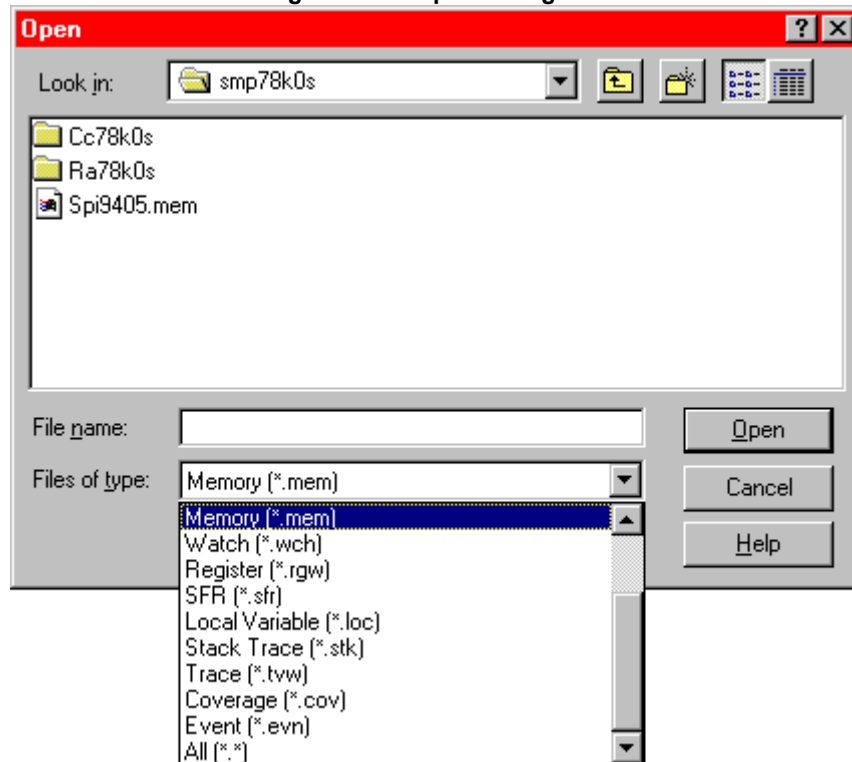 Open
Look in:
smp78k0s
Cc78k0s
Ra78k0s
Spi9405.mem
File name:
Open
Files of type:
Memory (*.mem)
Cancel
Memory (*.mem)
Watch (*.wch)
Help
Register (*.rgw)
SFR (*.sfr)
Local Variable (*.loc)
Stack Trace (*.stk)
Trace (*.tvw)
Coverage (*.cov)
Event (*.evn)
All (*.*)